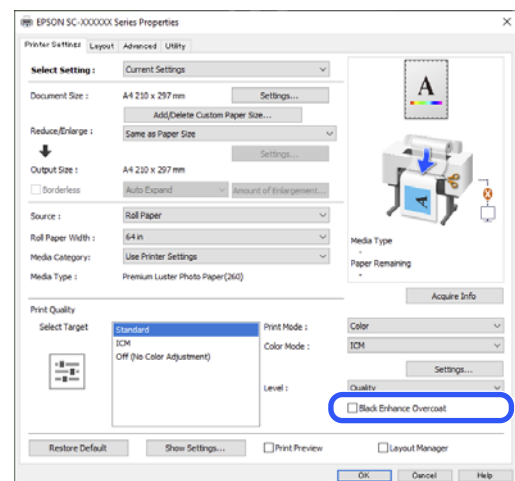 EPSON SC-XXXXXX Series Properties
Printer Settings Layout Advanced Utility
Select Setting : Current Settings
Document Size : A4 210 x 297 mm Settings...
Add/Delete Custom Paper Size...
Reduce/Enlarge : Same as Paper Size
Settings...
Output Size : A4 210 x 297 mm
Borderless Auto Expand Amount of Enlargement...
Source : Roll Paper
Roll Paper Width : 64 in
Media Category: Use Printer Settings
Media Type : Premium Luster Photo Paper(260)
A
A
Media Type
-
Paper Remaining
-
Acquire Info
Print Quality
Select Target
Standard
ICM
Off (No Color Adjustment)
Print Mode : Color
Color Mode : ICM
Settings...
Level : Quality
Black Enhance Overcoat
Restore Default Show Settings... Print Preview Layout Manager
OK Cancel Help